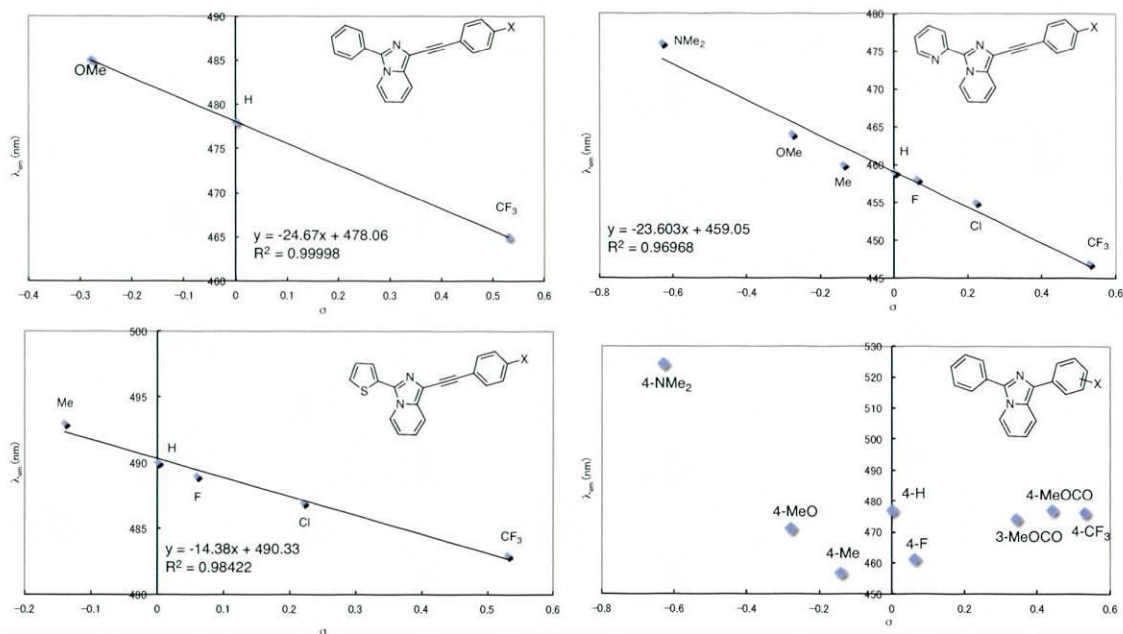 490
485
480
478
470
465
460
400
OMe
H
CF3
N
N
X
λem (nm)
y = -24.67x + 478.06
R² = 0.99998
−0.4 −0.3 −0.2 −0.1 0 0.1 0.2 0.3 0.4 0.5 0.6
σ
480
475
470
465
460
455
450
445
NMe2
OMe
Me
H
F
Cl
CF3
N
N
N
X
λem (nm)
y = -23.603x + 459.05
R² = 0.96968
−0.8 −0.6 −0.4 −0.2 0 0.2 0.4 0.6
σ
500
495
490
485
480
Me
H
F
Cl
CF3
S
N
N
X
λem (nm)
y = -14.38x + 490.33
R² = 0.98422
−0.2 −0.1 0 0.1 0.2 0.3 0.4 0.5 0.6
σ
530
520
510
500
490
480
470
460
450
4-NMe2
4-MeO
4-Me
4-H
4-F
3-MeOCO
4-MeOCO
4-CF3
N
N
X
λem (nm)
−0.8 −0.6 −0.4 −0.2 0 0.2 0.4 0.6
σ